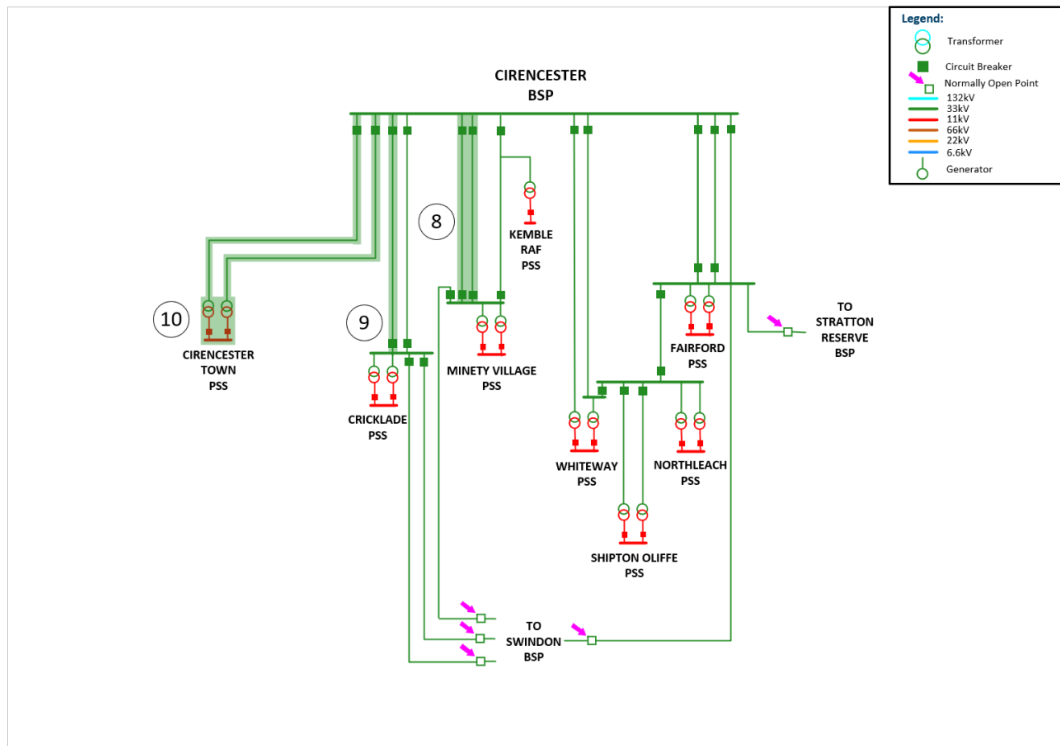 Legend:
Transformer
Circuit Breaker
Normally Open Point
132kV
33kV
11kV
66kV
22kV
6.6kV
Generator
CIRENCESTER
BSP
8
KEMBLE
RAF
PSS
10
9
CIRENCESTER
TOWN
PSS
MINETY VILLAGE
PSS
CRICKLADE
PSS
FAIRFORD
PSS
TO
STRATTON
RESERVE
BSP
WHITEWAY
PSS
NORTHLEACH
PSS
SHIPTON OLIFFE
PSS
TO
SWINDON
BSP